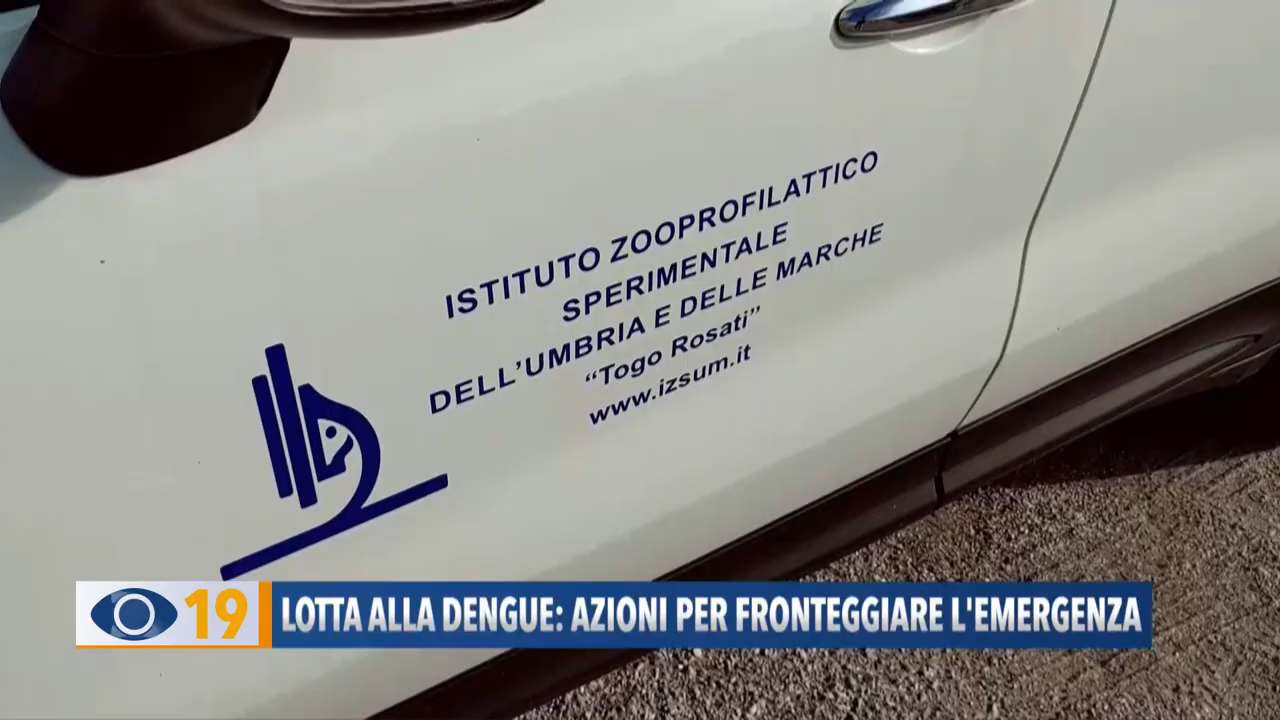 ISTITUTO ZOOPROFILATTICO
SPERIMENTALE
DELL'UMBRIA E DELLE MARCHE
“Togo Rosati”
www.izsum.it
19
LOTTA ALLA DENGUE: AZIONI PER FRONTEGGIARE L'EMERGENZA